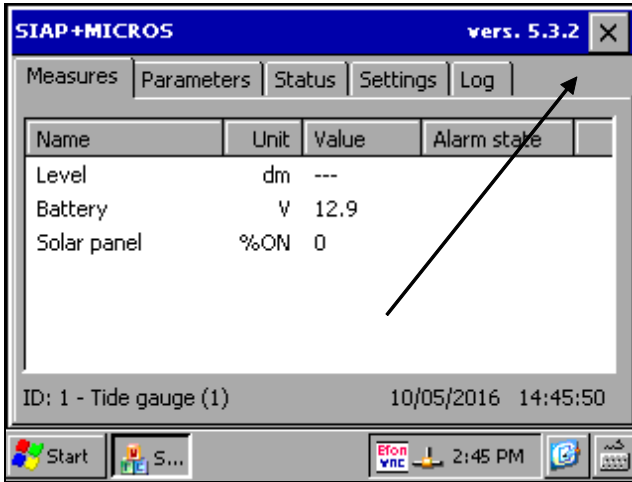 SIAP+MICROS vers. 5.3.2
Measures Parameters Status Settings Log
Name Unit Value Alarm state
Level dm ---
Battery V 12.9
Solar panel %ON 0
ID: 1 - Tide gauge (1) 10/05/2016 14:45:50
Start S... Efon VNC 2:45 PM